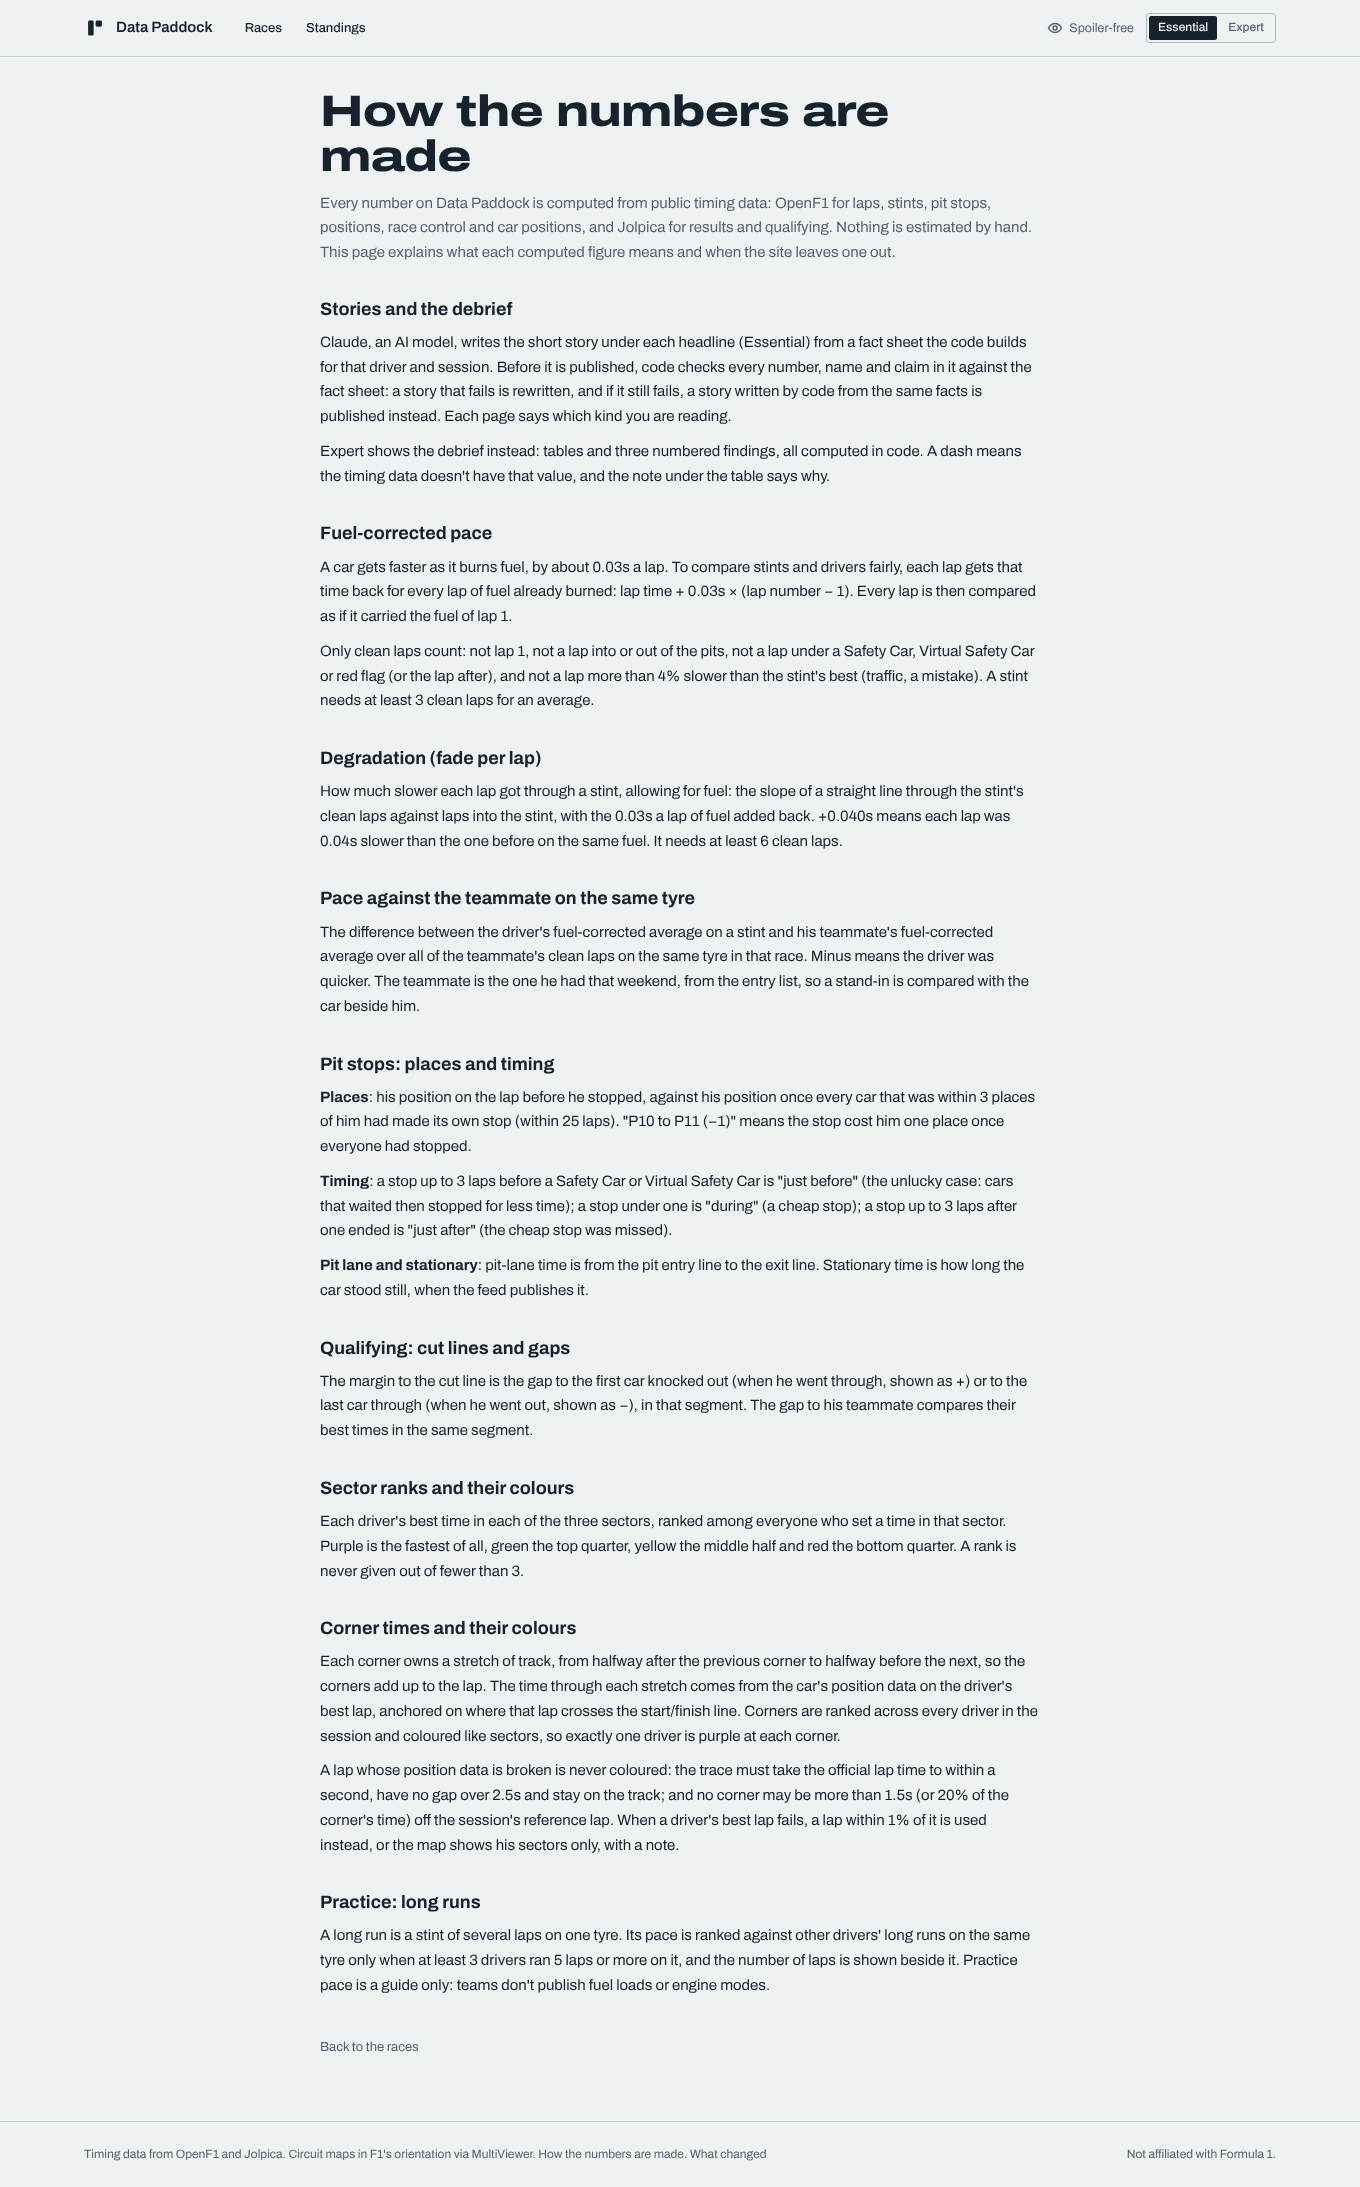 Data Paddock
Races
Standings
Spoiler-free
Essential
Expert
How the numbers are
made
Every number on Data Paddock is computed from public timing data: OpenF1 for laps, stints, pit stops,
positions, race control and car positions, and Jolpica for results and qualifying. Nothing is estimated by hand.
This page explains what each computed figure means and when the site leaves one out.
Stories and the debrief
Claude, an AI model, writes the short story under each headline (Essential) from a fact sheet the code builds
for that driver and session. Before it is published, code checks every number, name and claim in it against the
fact sheet: a story that fails is rewritten, and if it still fails, a story written by code from the same facts is
published instead. Each page says which kind you are reading.
Expert shows the debrief instead: tables and three numbered findings, all computed in code. A dash means
the timing data doesn't have that value, and the note under the table says why.
Fuel-corrected pace
A car gets faster as it burns fuel, by about 0.03s a lap. To compare stints and drivers fairly, each lap gets that
time back for every lap of fuel already burned: lap time + 0.03s × (lap number − 1). Every lap is then compared
as if it carried the fuel of lap 1.
Only clean laps count: not lap 1, not a lap into or out of the pits, not a lap under a Safety Car, Virtual Safety Car
or red flag (or the lap after), and not a lap more than 4% slower than the stint's best (traffic, a mistake). A stint
needs at least 3 clean laps for an average.
Degradation (fade per lap)
How much slower each lap got through a stint, allowing for fuel: the slope of a straight line through the stint's
clean laps against laps into the stint, with the 0.03s a lap of fuel added back. +0.040s means each lap was
0.04s slower than the one before on the same fuel. It needs at least 6 clean laps.
Pace against the teammate on the same tyre
The difference between the driver's fuel-corrected average on a stint and his teammate's fuel-corrected
average over all of the teammate's clean laps on the same tyre in that race. Minus means the driver was
quicker. The teammate is the one he had that weekend, from the entry list, so a stand-in is compared with the
car beside him.
Pit stops: places and timing
Places: his position on the lap before he stopped, against his position once every car that was within 3 places
of him had made its own stop (within 25 laps). "P10 to P11 (−1)" means the stop cost him one place once
everyone had stopped.
Timing: a stop up to 3 laps before a Safety Car or Virtual Safety Car is "just before" (the unlucky case: cars
that waited then stopped for less time); a stop under one is "during" (a cheap stop); a stop up to 3 laps after
one ended is "just after" (the cheap stop was missed).
Pit lane and stationary: pit-lane time is from the pit entry line to the exit line. Stationary time is how long the
car stood still, when the feed publishes it.
Qualifying: cut lines and gaps
The margin to the cut line is the gap to the first car knocked out (when he went through, shown as +) or to the
last car through (when he went out, shown as −), in that segment. The gap to his teammate compares their
best times in the same segment.
Sector ranks and their colours
Each driver's best time in each of the three sectors, ranked among everyone who set a time in that sector.
Purple is the fastest of all, green the top quarter, yellow the middle half and red the bottom quarter. A rank is
never given out of fewer than 3.
Corner times and their colours
Each corner owns a stretch of track, from halfway after the previous corner to halfway before the next, so the
corners add up to the lap. The time through each stretch comes from the car's position data on the driver's
best lap, anchored on where that lap crosses the start/finish line. Corners are ranked across every driver in the
session and coloured like sectors, so exactly one driver is purple at each corner.
A lap whose position data is broken is never coloured: the trace must take the official lap time to within a
second, have no gap over 2.5s and stay on the track; and no corner may be more than 1.5s (or 20% of the
corner's time) off the session's reference lap. When a driver's best lap fails, a lap within 1% of it is used
instead, or the map shows his sectors only, with a note.
Practice: long runs
A long run is a stint of several laps on one tyre. Its pace is ranked against other drivers' long runs on the same
tyre only when at least 3 drivers ran 5 laps or more on it, and the number of laps is shown beside it. Practice
pace is a guide only: teams don't publish fuel loads or engine modes.
Back to the races
Timing data from OpenF1 and Jolpica. Circuit maps in F1's orientation via MultiViewer. How the numbers are made. What changed
Not affiliated with Formula 1.